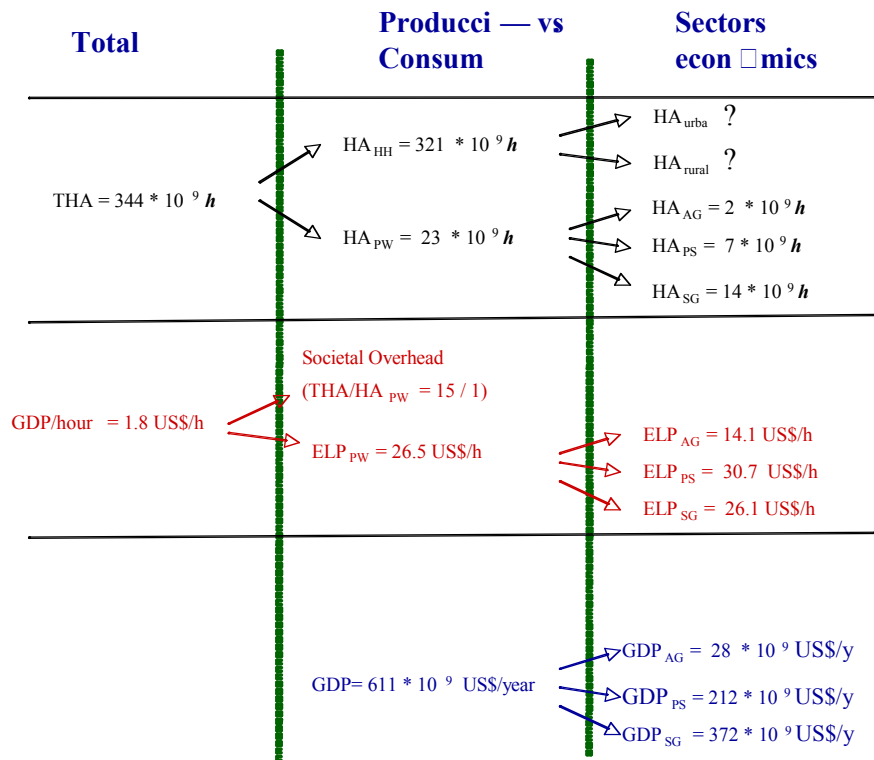 Total
Producci — vs
Consum
Sectors
econ □mics
THA = 344 * 10 9 h
HA HH = 321 * 10 9 h
HA PW = 23 * 10 9 h
HA urba ?
HA rural ?
HA AG = 2 * 10 9 h
HA PS = 7 * 10 9 h
HA SG = 14 * 10 9 h
GDP/hour = 1.8 US$/h
Societal Overhead
(THA/HA PW = 15 / 1)
ELP PW = 26.5 US$/h
ELP AG = 14.1 US$/h
ELP PS = 30.7 US$/h
ELP SG = 26.1 US$/h
GDP= 611 * 10 9 US$/year
GDP AG = 28 * 10 9 US$/y
GDP PS = 212 * 10 9 US$/y
GDP SG = 372 * 10 9 US$/y